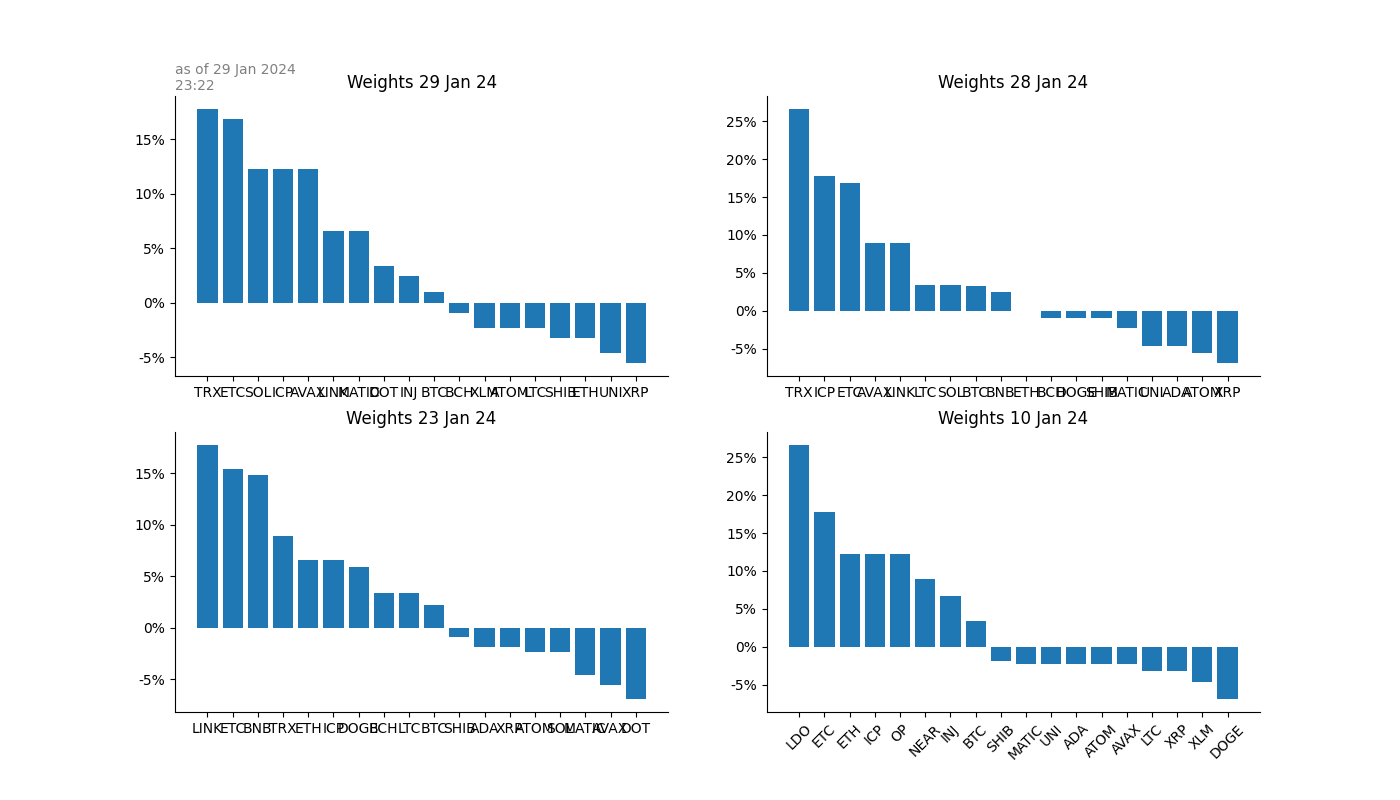 as of 29 Jan 2024
23:22
Weights 29 Jan 24
15%
10%
5%
0%
-5%
TRX ETC SOL ICP AVAX LINK MATIC DOT INJ BTC BCH XLM ATOM LTC SHIB ETH UNI XRP
Weights 28 Jan 24
25%
20%
15%
10%
5%
0%
-5%
TRX ICP ETC AVAX LINK LTC SOL BTC BNB ETH BCH DOGE SHIB MATIC UNI ADA ATOM XRP
Weights 23 Jan 24
15%
10%
5%
0%
-5%
LINK ETC BNB TRX ETH ICP DOGE BCH LTC BTC SHIB ADA XRP ATOM SOL MATIC AVAX DOT
Weights 10 Jan 24
25%
20%
15%
10%
5%
0%
-5%
LDO ETC ETH ICP OP NEAR INJ BTC SHIB MATIC UNI ADA ATOM AVAX LTC XRP XLM DOGE